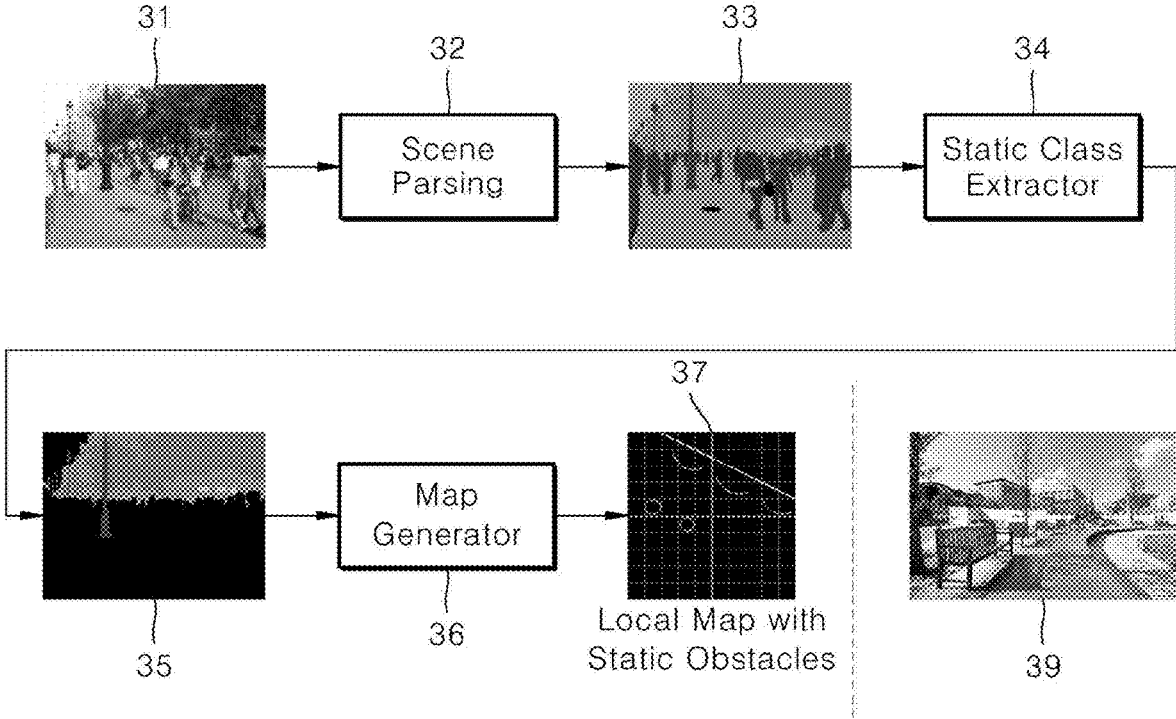 31
32
33
34
Scene
Parsing
Static Class
Extractor
37
Map
Generator
Local Map with
Static Obstacles
35
36
39